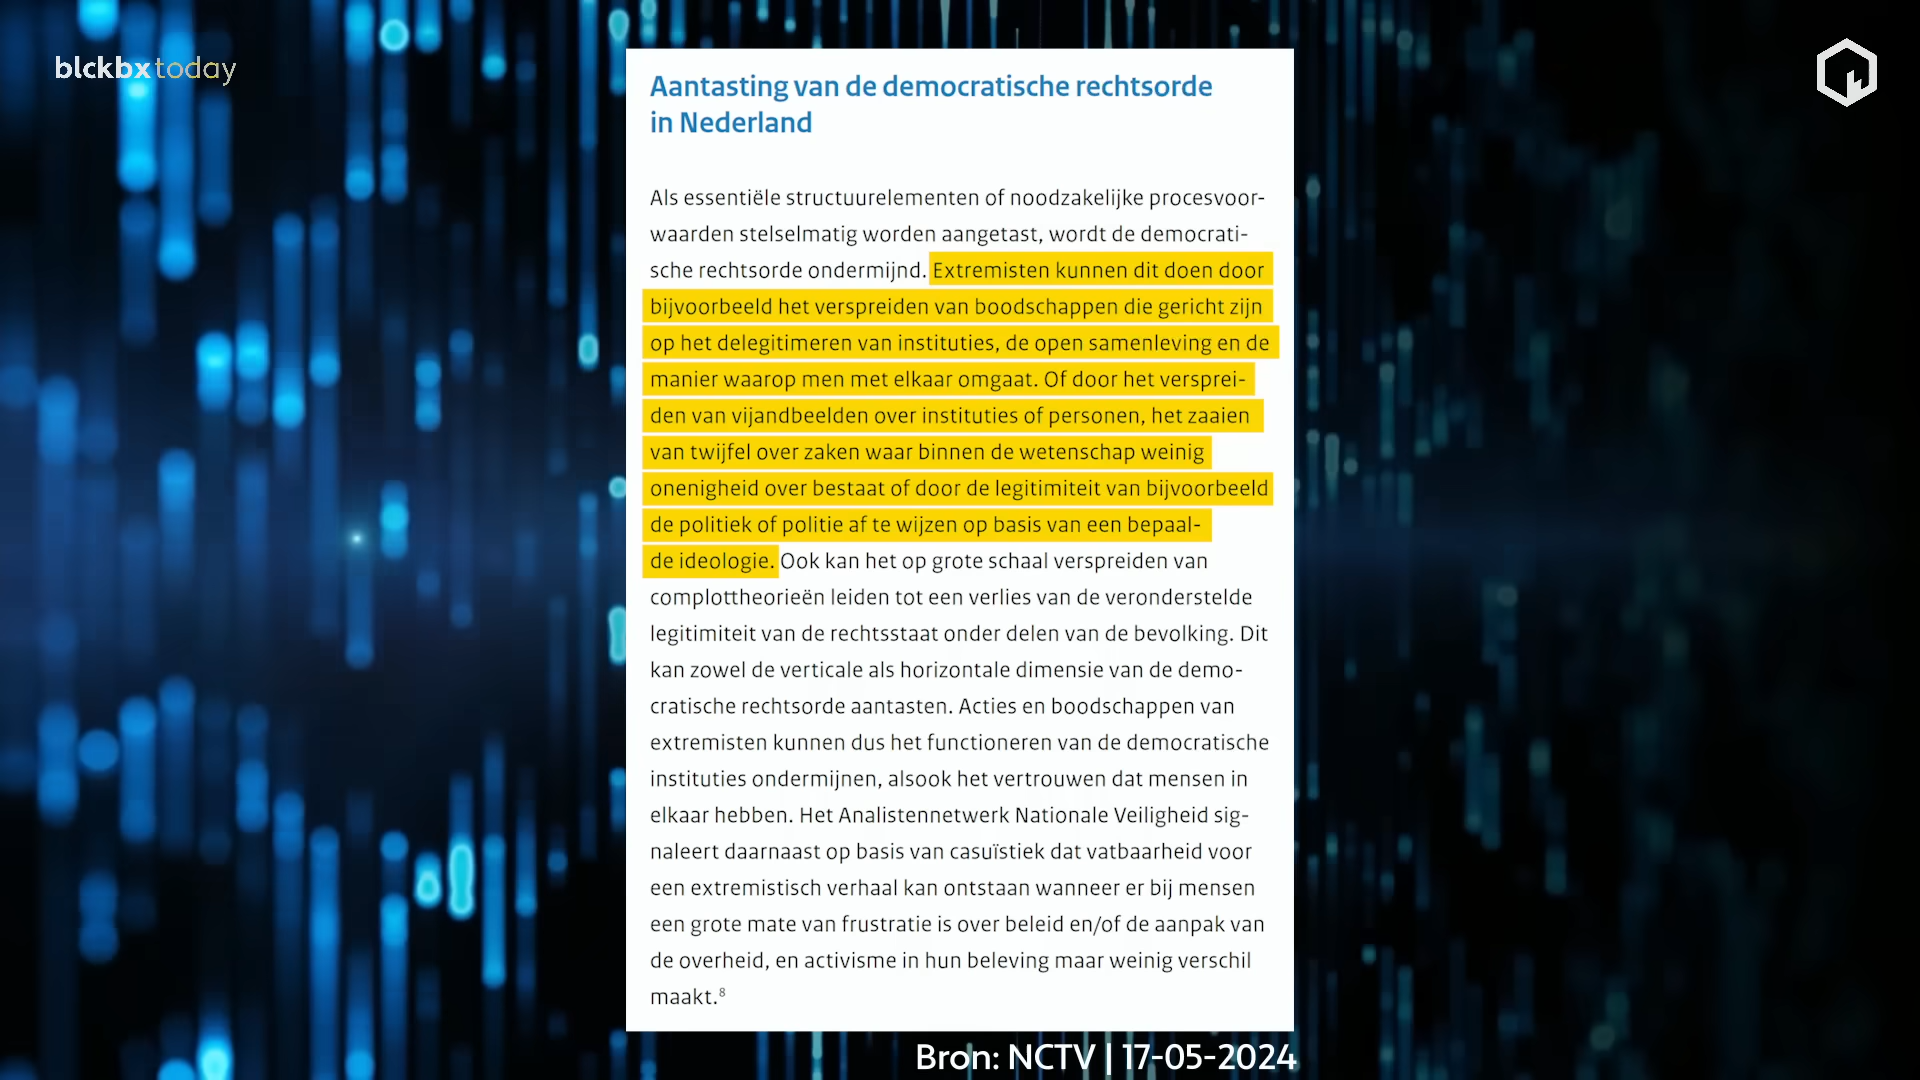 blckbxtoday
Aantasting van de democratische rechtsorde
in Nederland
Als essentiële structuurelementen of noodzakelijke procesvoor-
waarden stelselmatig worden aangetast, wordt de democrati-
sche rechtsorde ondermijnd. Extremisten kunnen dit doen door
bijvoorbeeld het verspreiden van boodschappen die gericht zijn
op het delegitimeren van instituties, de open samenleving en de
manier waarop men met elkaar omgaat. Of door het versprei-
den van vijandbeelden over instituties of personen, het zaaien
van twijfel over zaken waar binnen de wetenschap weinig
onenigheid over bestaat of door de legitimiteit van bijvoorbeeld
de politiek of politie af te wijzen op basis van een bepaal-
de ideologie. Ook kan het op grote schaal verspreiden van
complottheorieën leiden tot een verlies van de veronderstelde
legitimiteit van de rechtsstaat onder delen van de bevolking. Dit
kan zowel de verticale als horizontale dimensie van de demo-
cratische rechtsorde aantasten. Acties en boodschappen van
extremisten kunnen dus het functioneren van de democratische
instituties ondermijnen, alsook het vertrouwen dat mensen in
elkaar hebben. Het Analistennetwerk Nationale Veiligheid sig-
naleert daarnaast op basis van casuïstiek dat vatbaarheid voor
een extremistisch verhaal kan ontstaan wanneer er bij mensen
een grote mate van frustratie is over beleid en/of de aanpak van
de overheid, en activisme in hun beleving maar weinig verschil
maakt.⁸
Bron: NCTV | 17-05-2024